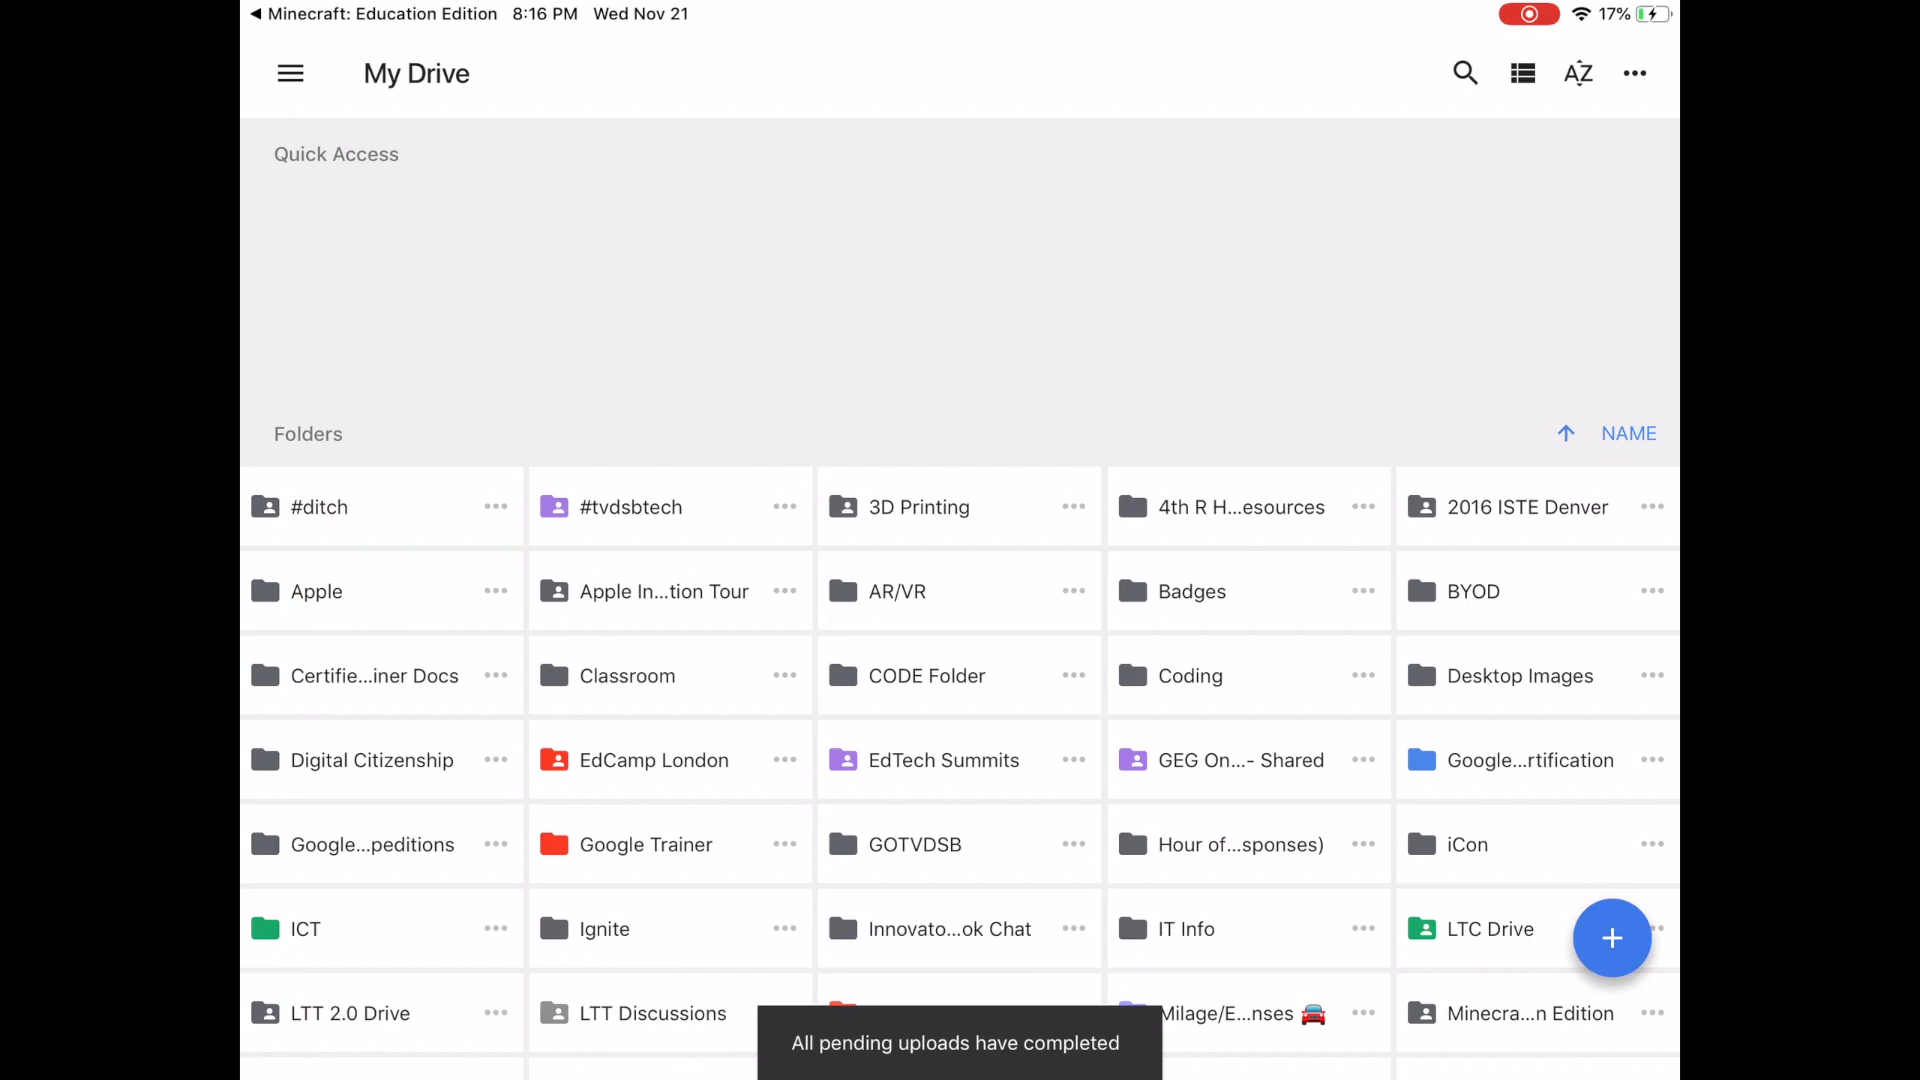 ◀ Minecraft: Education Edition 8:16 PM Wed Nov 21 17%
My Drive AZ
Quick Access
Folders NAME
#ditch #tvdsbtech 3D Printing 4th R H...esources 2016 ISTE Denver
Apple Apple In...tion Tour AR/VR Badges BYOD
Certifie...iner Docs Classroom CODE Folder Coding Desktop Images
Digital Citizenship EdCamp London EdTech Summits GEG On...- Shared Google...rtification
Google...peditions Google Trainer GOTVDSB Hour of...sponses) iCon
ICT Ignite Innovato...ok Chat IT Info LTC Drive
LTT 2.0 Drive LTT Discussions Milage/E...nses 🚘 Minecra...n Edition
All pending uploads have completed